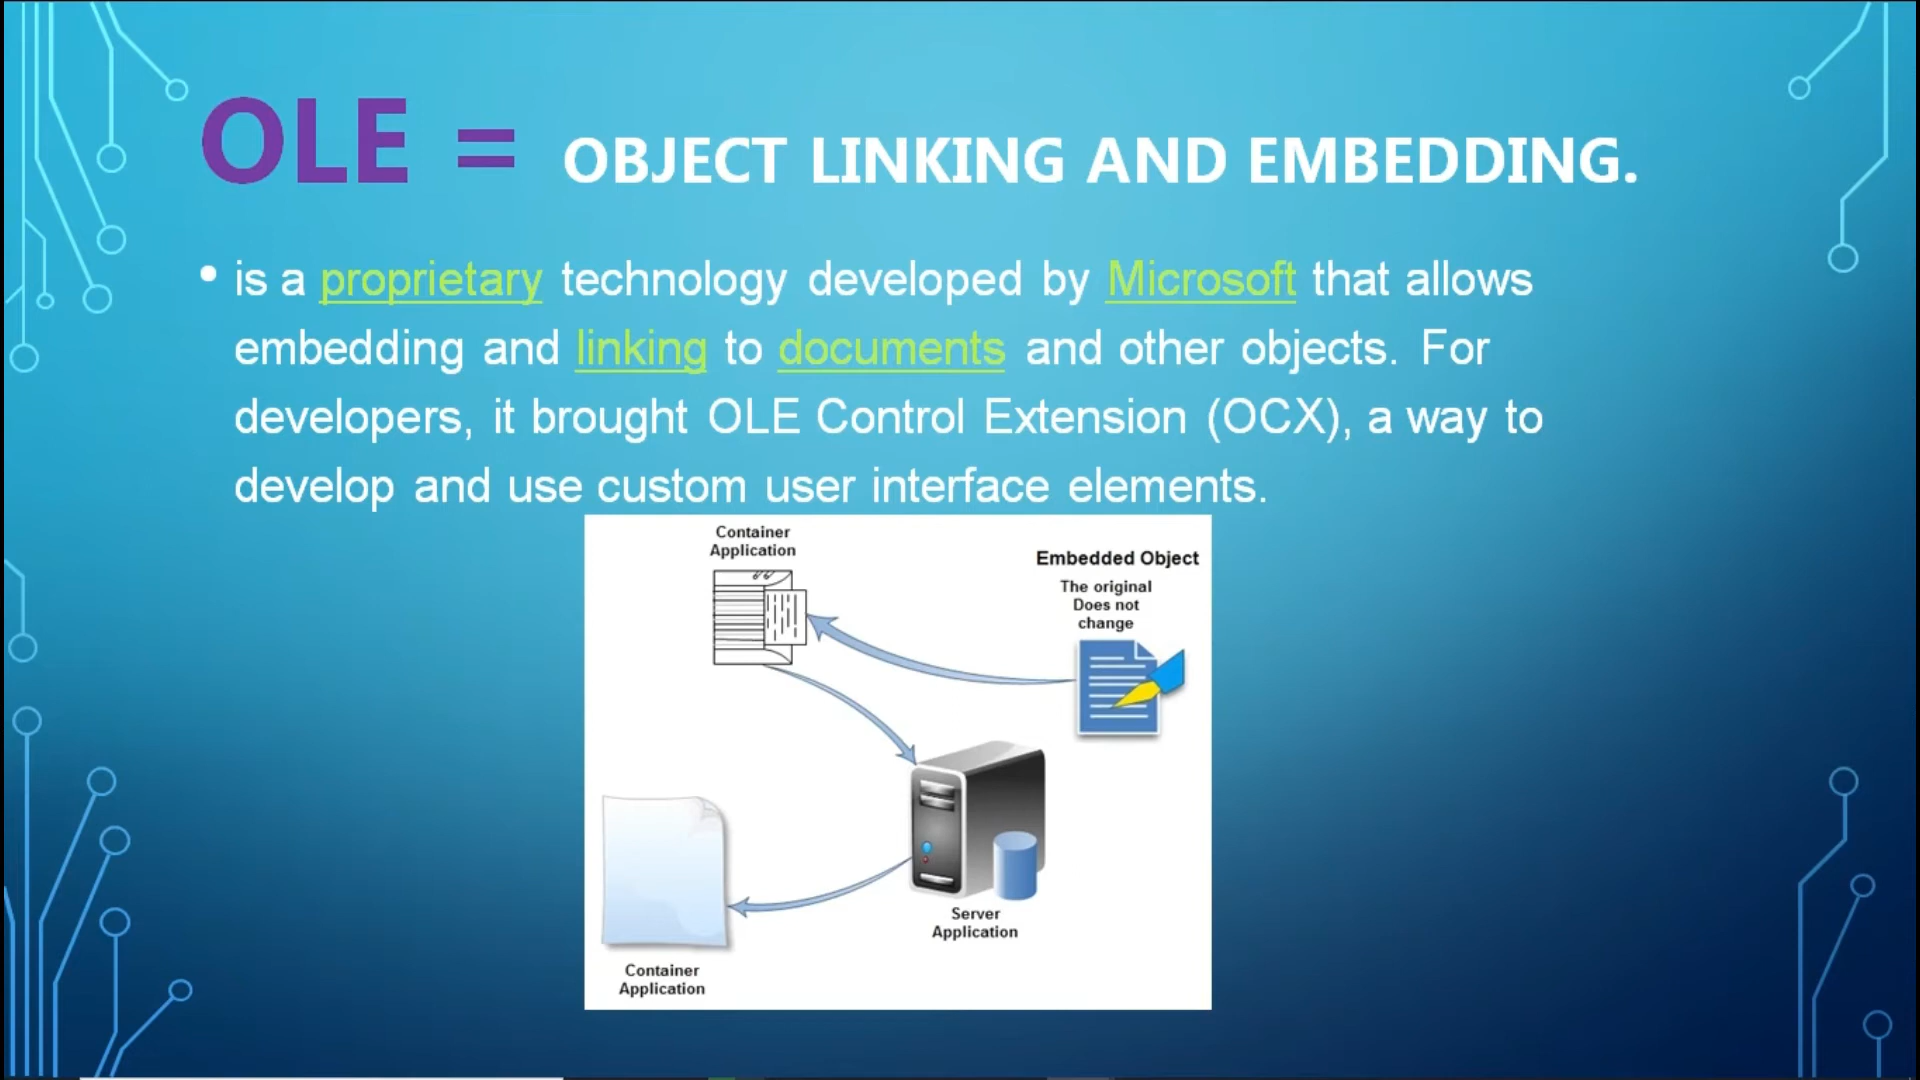 OLE = OBJECT LINKING AND EMBEDDING.
• is a proprietary technology developed by Microsoft that allows
embedding and linking to documents and other objects. For
developers, it brought OLE Control Extension (OCX), a way to
develop and use custom user interface elements.
Container
Application
Embedded Object
The original
Does not
change
Server
Application
Container
Application